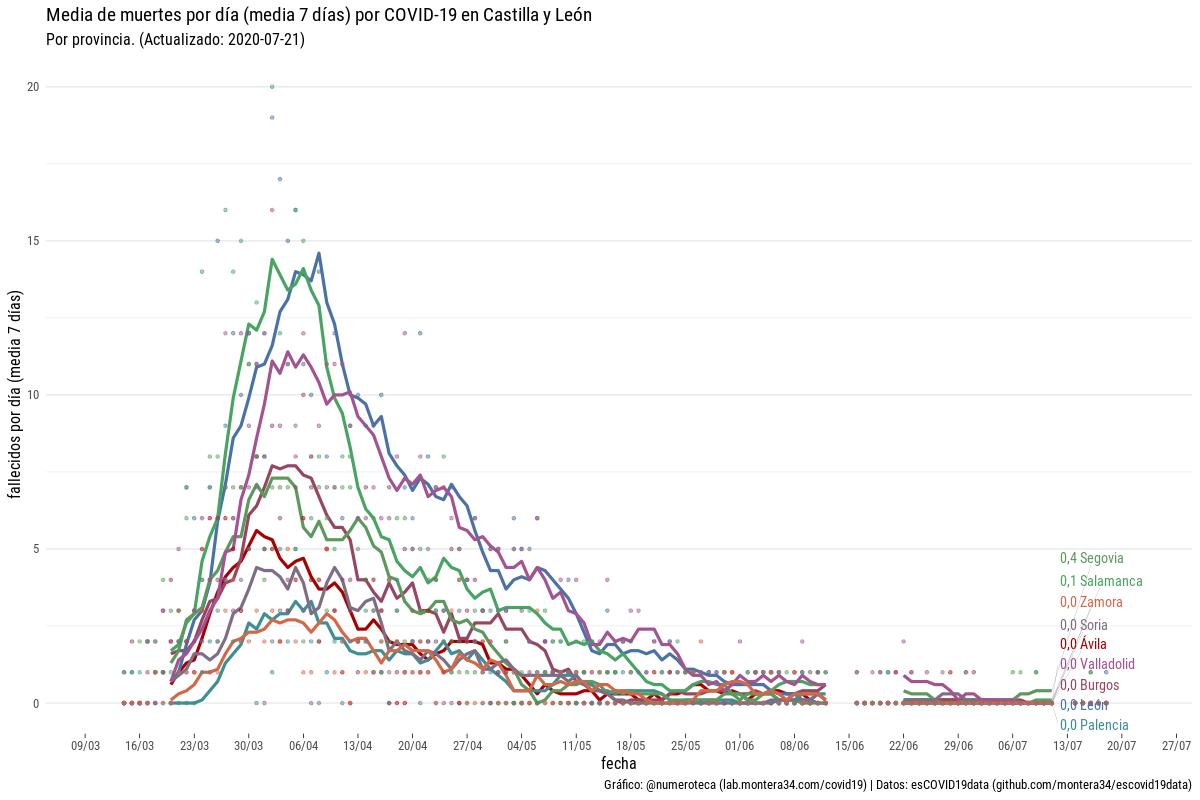 Media de muertes por día (media 7 días) por COVID-19 en Castilla y León
Por provincia. (Actualizado: 2020-07-21)
fallecidos por día (media 7 días)
20
15
10
5
0
0,4 Segovia
0,1 Salamanca
0,0 Zamora
0,0 Soria
0,0 Ávila
0,0 Valladolid
0,0 Burgos
0,0 León
0,0 Palencia
09/03 16/03 23/03 30/03 06/04 13/04 20/04 27/04 04/05 11/05 18/05 25/05 01/06 08/06 15/06 22/06 29/06 06/07 13/07 20/07 27/07
fecha
Gráfico: @numeroteca (lab.montera34.com/covid19) | Datos: esCOVID19data (github.com/montera34/escovid19data)